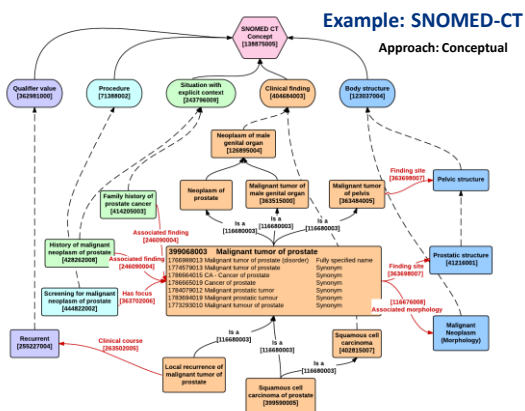 Example: SNOMED-CT
Approach: Conceptual
SNOMED CT
Concept
[138875005]
Qualifier value
[362981000]
Procedure
[71388002]
Situation with
explicit context
[243796009]
Clinical finding
[404684003]
Body structure
[123037004]
Neoplasm of male
genital organ
[126895004]
Neoplasm of
prostate
Malignant tumor of
male genital organ
[363515000]
Malignant tumor
of pelvis
[363484005]
Finding site
[363698007]
Pelvic structure
Family history of
prostate cancer
[414205003]
Is a
[116680003]
Is a
[116680003]
Is a
[116680003]
Associated finding
[246090004]
History of malignant
neoplasm of prostate
[428262008]
Associated finding
[246090004]
399068003 Malignant tumor of prostate
1766988013 Malignant tumor of prostate (disorder) Fully specified name
1774579013 Malignant tumor of prostate Synonym
1786664015 CA - Cancer of prostate Synonym
1786665019 Cancer of prostate Synonym
1784079012 Malignant prostatic tumor Synonym
1783694019 Malignant prostatic tumour Synonym
1773293010 Malignant tumour of prostate Synonym
Finding site
[363698007]
Prostatic structure
[41216001]
Screening for malignant
neoplasm of prostate
[444822002]
Has focus
[363702006]
[116676008]
Associated morphology
Malignant
Neoplasm
(Morphology)
Recurrent
[255227004]
Clinical course
[263502005]
Is a
[116680003]
Is a
[116680003]
Squamous cell
carcinoma
[402815007]
Local recurrence of
malignant tumor of
prostate
Is a
[116680003]
Squamous cell
carcinoma of prostate
[399590005]